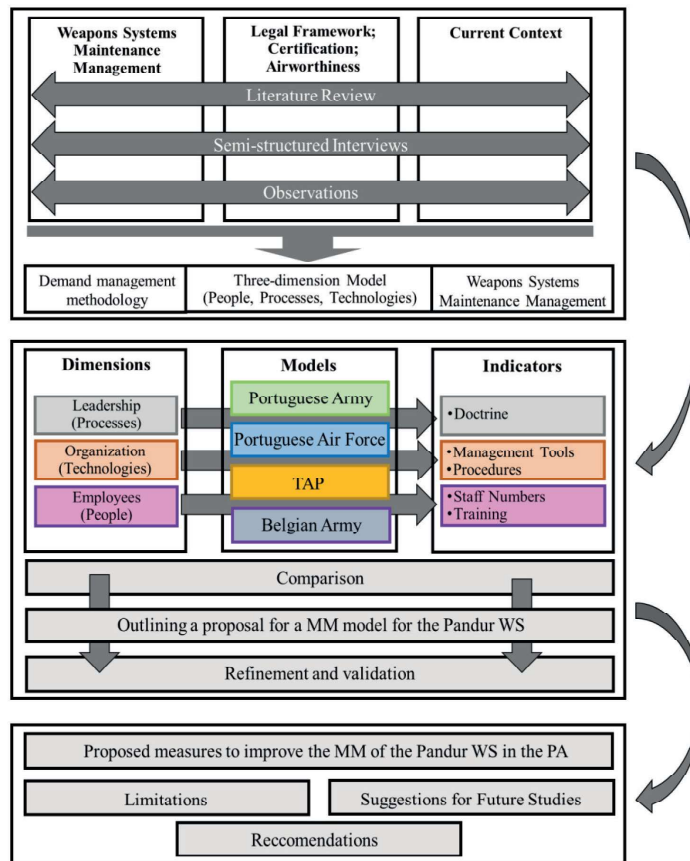 Weapons Systems
Maintenance
Management
Legal Framework;
Certification;
Airworthiness
Current Context
Literature Review
Semi-structured Interviews
Observations
Demand management
methodology
Three-dimension Model
(People, Processes, Technologies)
Weapons Systems
Maintenance Management
Dimensions
Models
Indicators
Leadership
(Processes)
Organization
(Technologies)
Employees
(People)
Portuguese Army
Portuguese Air Force
TAP
Belgian Army
•Doctrine
•Management Tools
•Procedures
•Staff Numbers
•Training
Comparison
Outlining a proposal for a MM model for the Pandur WS
Refinement and validation
Proposed measures to improve the MM of the Pandur WS in the PA
Limitations
Suggestions for Future Studies
Reccomendations